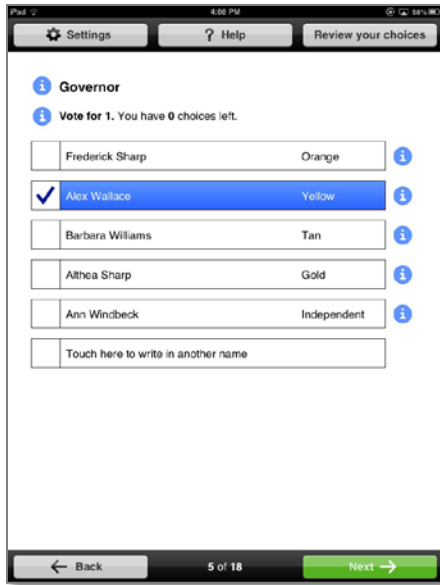 iPad 4:08 PM 58%
Settings ? Help Review your choices
Governor
Vote for 1. You have 0 choices left.
Frederick Sharp Orange
Alex Wallace Yellow
Barbara Williams Tan
Althea Sharp Gold
Ann Windbeck Independent
Touch here to write in another name
← Back 5 of 18 Next →